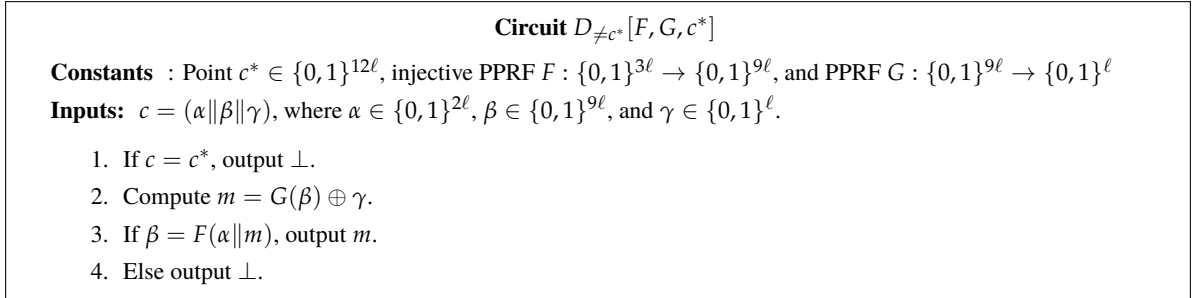 Circuit D_{≠c*}[F, G, c*]
Constants : Point c* ∈ {0, 1}^{12ℓ}, injective PPRF F : {0, 1}^{3ℓ} → {0, 1}^{9ℓ}, and PPRF G : {0, 1}^{9ℓ} → {0, 1}^ℓ
Inputs: c = (α‖β‖γ), where α ∈ {0, 1}^{2ℓ}, β ∈ {0, 1}^{9ℓ}, and γ ∈ {0, 1}^ℓ.
1. If c = c*, output ⊥.
2. Compute m = G(β) ⊕ γ.
3. If β = F(α‖m), output m.
4. Else output ⊥.